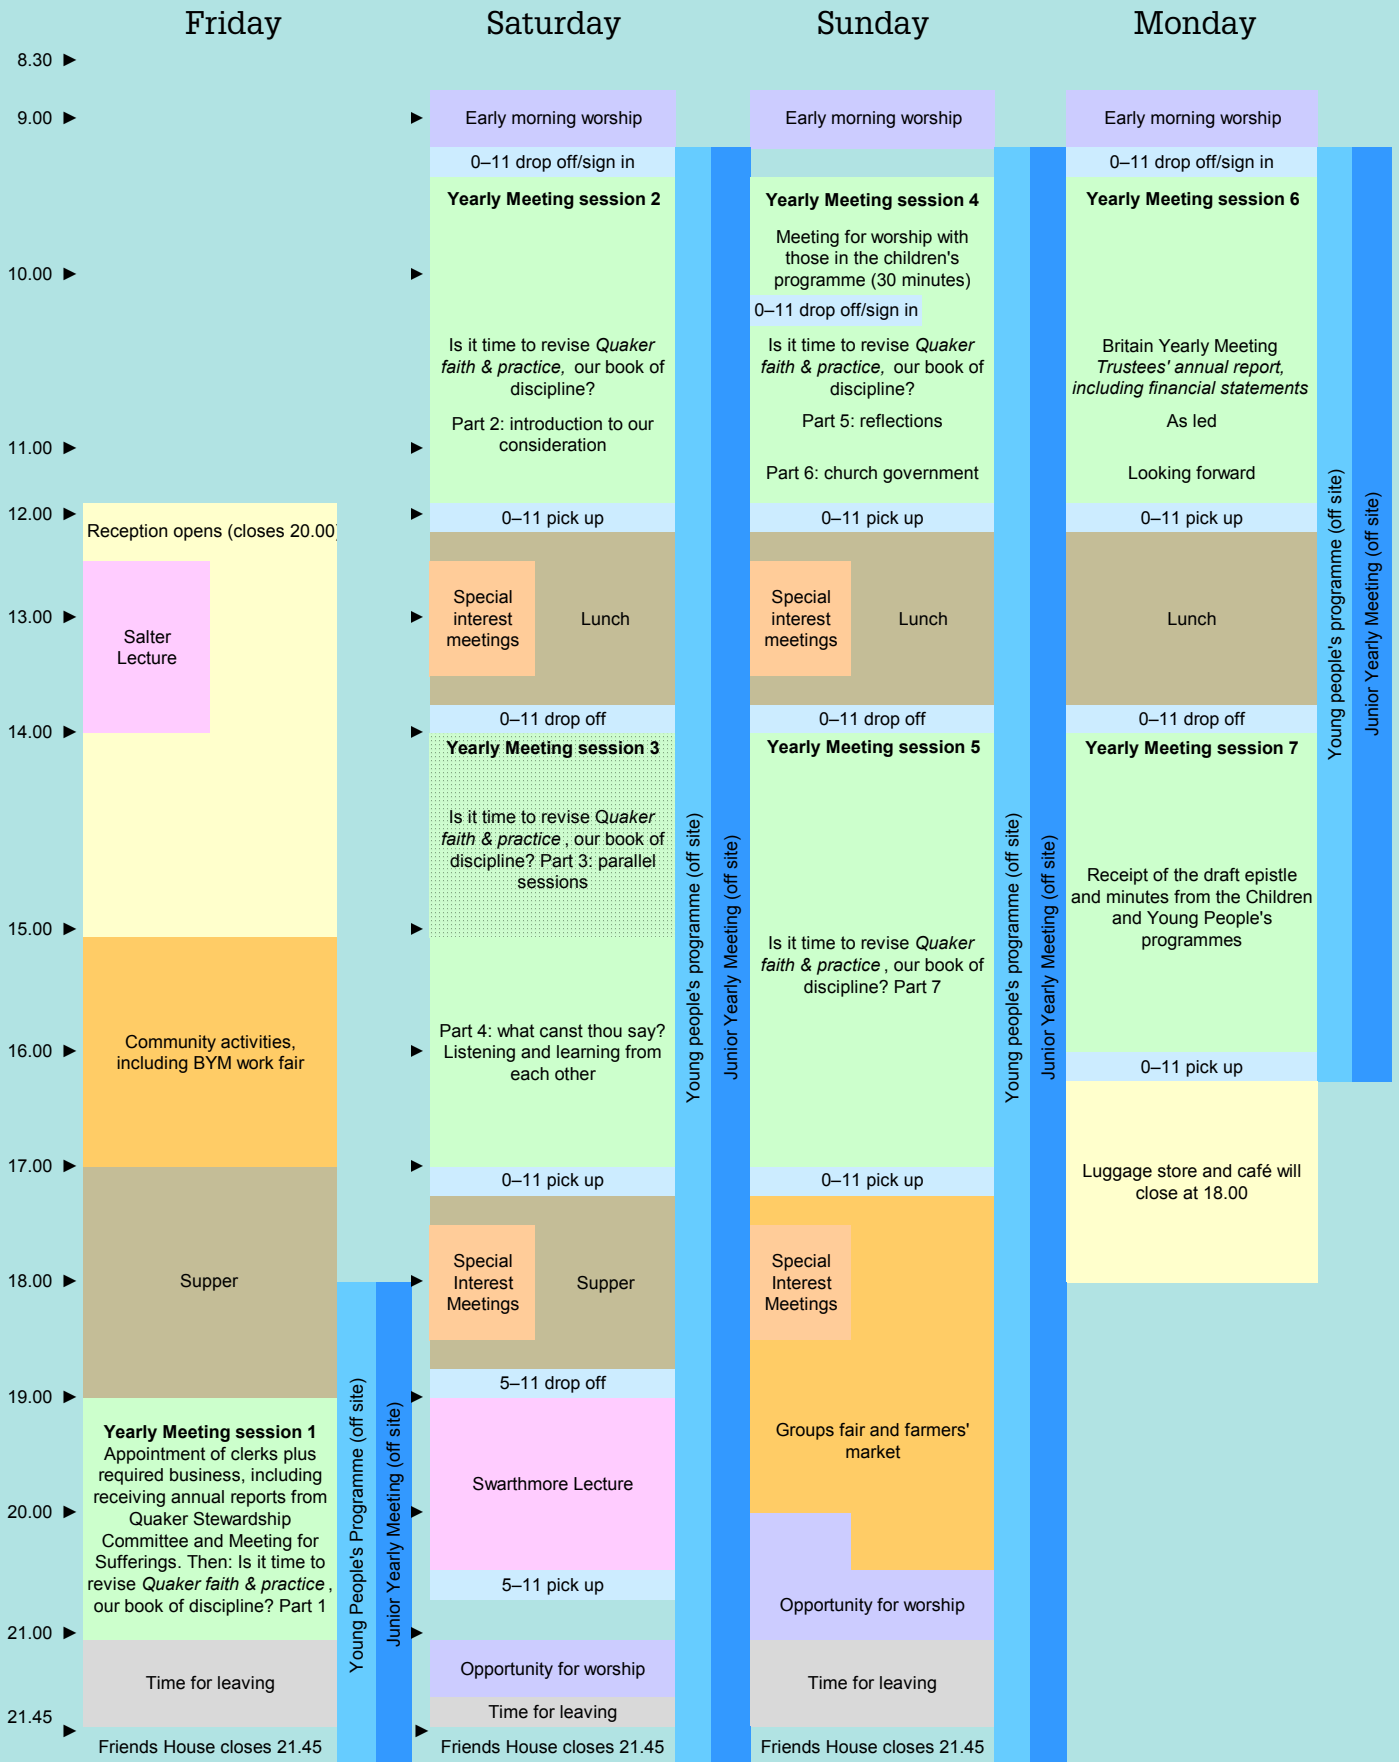 Friday
Saturday
Sunday
Monday
8.30
9.00
10.00
11.00
12.00
13.00
14.00
15.00
16.00
17.00
18.00
19.00
20.00
21.00
21.45
Reception opens (closes 20.00)
Salter
Lecture
Community activities,
including BYM work fair
Supper
Yearly Meeting session 1
Appointment of clerks plus
required business, including
receiving annual reports from
Quaker Stewardship
Committee and Meeting for
Sufferings. Then: Is it time to
revise Quaker faith & practice,
our book of discipline? Part 1
Time for leaving
Friends House closes 21.45
Young People's Programme (off site)
Junior Yearly Meeting (off site)
Early morning worship
0–11 drop off/sign in
Yearly Meeting session 2
Is it time to revise Quaker
faith & practice, our book of
discipline?
Part 2: introduction to our
consideration
0–11 pick up
Special
interest
meetings
Lunch
0–11 drop off
Yearly Meeting session 3
Is it time to revise Quaker
faith & practice, our book of
discipline? Part 3: parallel
sessions
Part 4: what canst thou say?
Listening and learning from
each other
0–11 pick up
Special
Interest
Meetings
Supper
5–11 drop off
Swarthmore Lecture
5–11 pick up
Opportunity for worship
Time for leaving
Friends House closes 21.45
Young people's programme (off site)
Junior Yearly Meeting (off site)
Early morning worship
Yearly Meeting session 4
Meeting for worship with
those in the children's
programme (30 minutes)
0–11 drop off/sign in
Is it time to revise Quaker
faith & practice, our book of
discipline?
Part 5: reflections
Part 6: church government
0–11 pick up
Special
interest
meetings
Lunch
0–11 drop off
Yearly Meeting session 5
Is it time to revise Quaker
faith & practice, our book of
discipline? Part 7
0–11 pick up
Special
Interest
Meetings
Groups fair and farmers'
market
Opportunity for worship
Time for leaving
Friends House closes 21.45
Young people's programme (off site)
Junior Yearly Meeting (off site)
Early morning worship
0–11 drop off/sign in
Yearly Meeting session 6
Britain Yearly Meeting
Trustees' annual report,
including financial statements
As led
Looking forward
0–11 pick up
Lunch
0–11 drop off
Yearly Meeting session 7
Receipt of the draft epistle
and minutes from the Children
and Young People's
programmes
0–11 pick up
Luggage store and café will
close at 18.00
Young people's programme (off site)
Junior Yearly Meeting (off site)